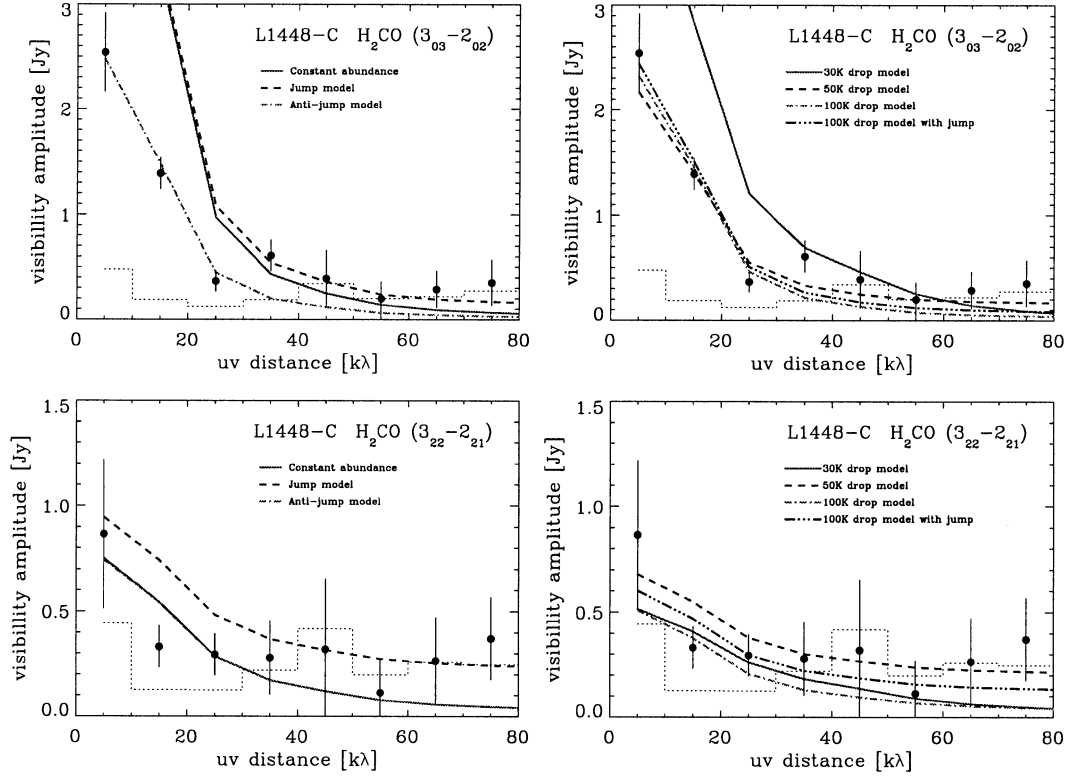 L1448-C H₂CO (3₀₃-2₀₂)
Constant abundance
Jump model
Anti-jump model
visibillity amplitude [Jy]
3
2
1
0
0 20 40 60 80
uv distance [kλ]
L1448-C H₂CO (3₀₃-2₀₂)
30K drop model
50K drop model
100K drop model
100K drop model with jump
visibillity amplitude [Jy]
3
2
1
0
0 20 40 60 80
uv distance [kλ]
L1448-C H₂CO (3₂₂-2₂₁)
Constant abundance
Jump model
Anti-jump model
visibillity amplitude [Jy]
1.5
1.0
0.5
0.0
0 20 40 60 80
uv distance [kλ]
L1448-C H₂CO (3₂₂-2₂₁)
30K drop model
50K drop model
100K drop model
100K drop model with jump
visibillity amplitude [Jy]
1.5
1.0
0.5
0.0
0 20 40 60 80
uv distance [kλ]